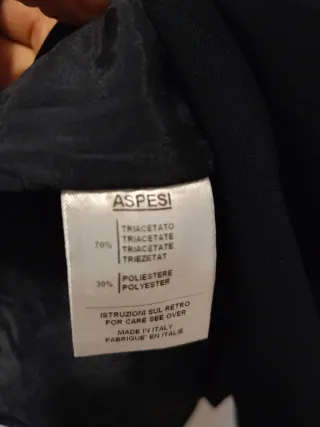 ASPESI
70% TRIACETATO
TRIACETATE
TRIACETATE
TRIEZETAT
30% POLIESTERE
POLYESTER
ISTRUZIONI SUL RETRO
FOR CARE SEE OVER
MADE IN ITALY
FABRIQUE' EN ITALIE